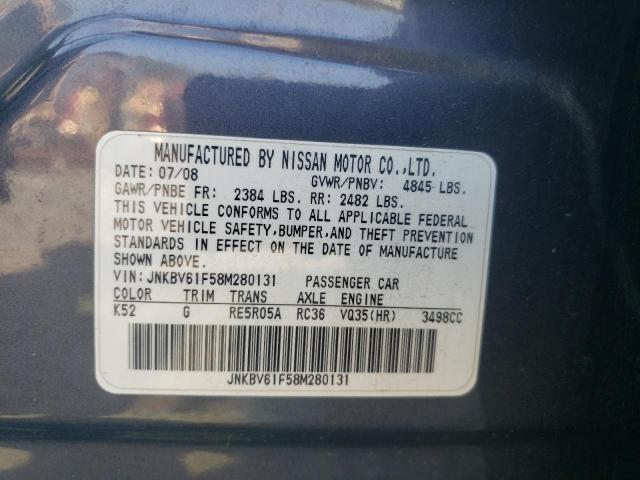 MANUFACTURED BY NISSAN MOTOR CO.,LTD.
DATE: 07/08 GVWR/PNBV: 4845 LBS.
GAWR/PNBE FR: 2384 LBS. RR: 2482 LBS.
THIS VEHICLE CONFORMS TO ALL APPLICABLE FEDERAL
MOTOR VEHICLE SAFETY,BUMPER,AND THEFT PREVENTION
STANDARDS IN EFFECT ON THE DATE OF MANUFACTURE
SHOWN ABOVE.
VIN: JNKBV61F58M280131 PASSENGER CAR
COLOR TRIM TRANS AXLE ENGINE
K52 G RE5R05A RC36 VQ35(HR) 3498CC
JNKBV61F58M280131